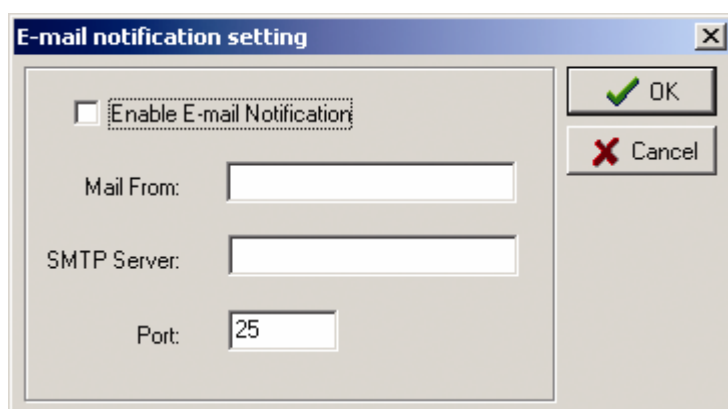 E-mail notification setting
Enable E-mail Notification
OK
Cancel
Mail From:
SMTP Server:
Port: 25